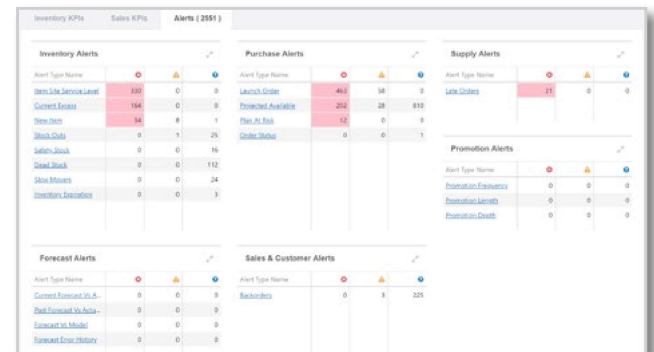 Inventory KPIs Sales KPIs Alerts ( 2551 )
Inventory Alerts
Alert Type Name
Item Site Service Level 330 0 0
Current Excess 164 0 0
New Item 34 8 1
Stock Outs 0 1 25
Safety Stock 0 0 16
Dead Stock 0 0 112
Slow Movers 0 0 24
Inventory Expiration 0 0 3
Purchase Alerts
Alert Type Name
Launch Order 463 58 0
Projected Available 202 28 810
Plan At Risk 12 0 0
Order Status 0 0 1
Supply Alerts
Alert Type Name
Late Orders 31 0 0
Promotion Alerts
Alert Type Name
Promotion Frequency 0 0 0
Promotion Length 0 0 0
Promotion Depth 0 0 0
Forecast Alerts
Alert Type Name
Current Forecast Vs A... 0 0 0
Past Forecast Vs Actua... 0 0 0
Forecast Vs Model 0 0 0
Forecast Error History 0 0 0
Sales & Customer Alerts
Alert Type Name
Backorders 0 3 225